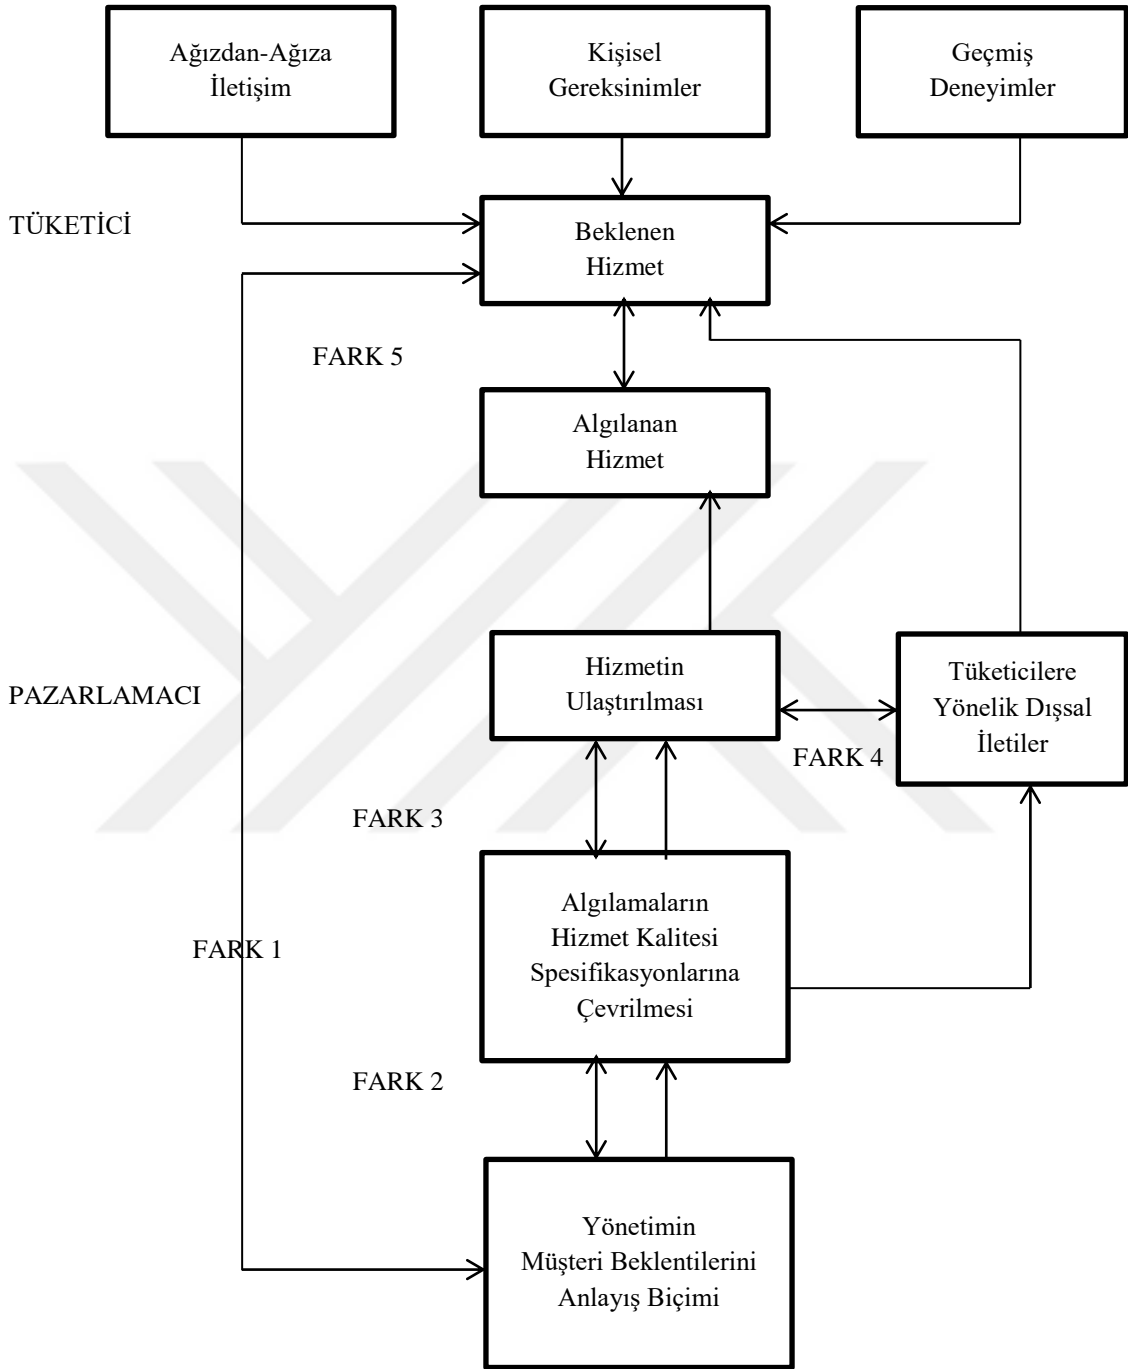 Ağızdan-Ağıza
İletişim
Kişisel
Gereksinimler
Geçmiş
Deneyimler
TÜKETİCİ
Beklenen
Hizmet
FARK 5
Algılanan
Hizmet
PAZARLAMACI
Hizmetin
Ulaştırılması
Tüketicilere
Yönelik Dışsal
İletiler
FARK 4
FARK 3
Algılamaların
Hizmet Kalitesi
Spesifikasyonlarına
Çevrilmesi
FARK 1
FARK 2
Yönetimin
Müşteri Beklentilerini
Anlayış Biçimi